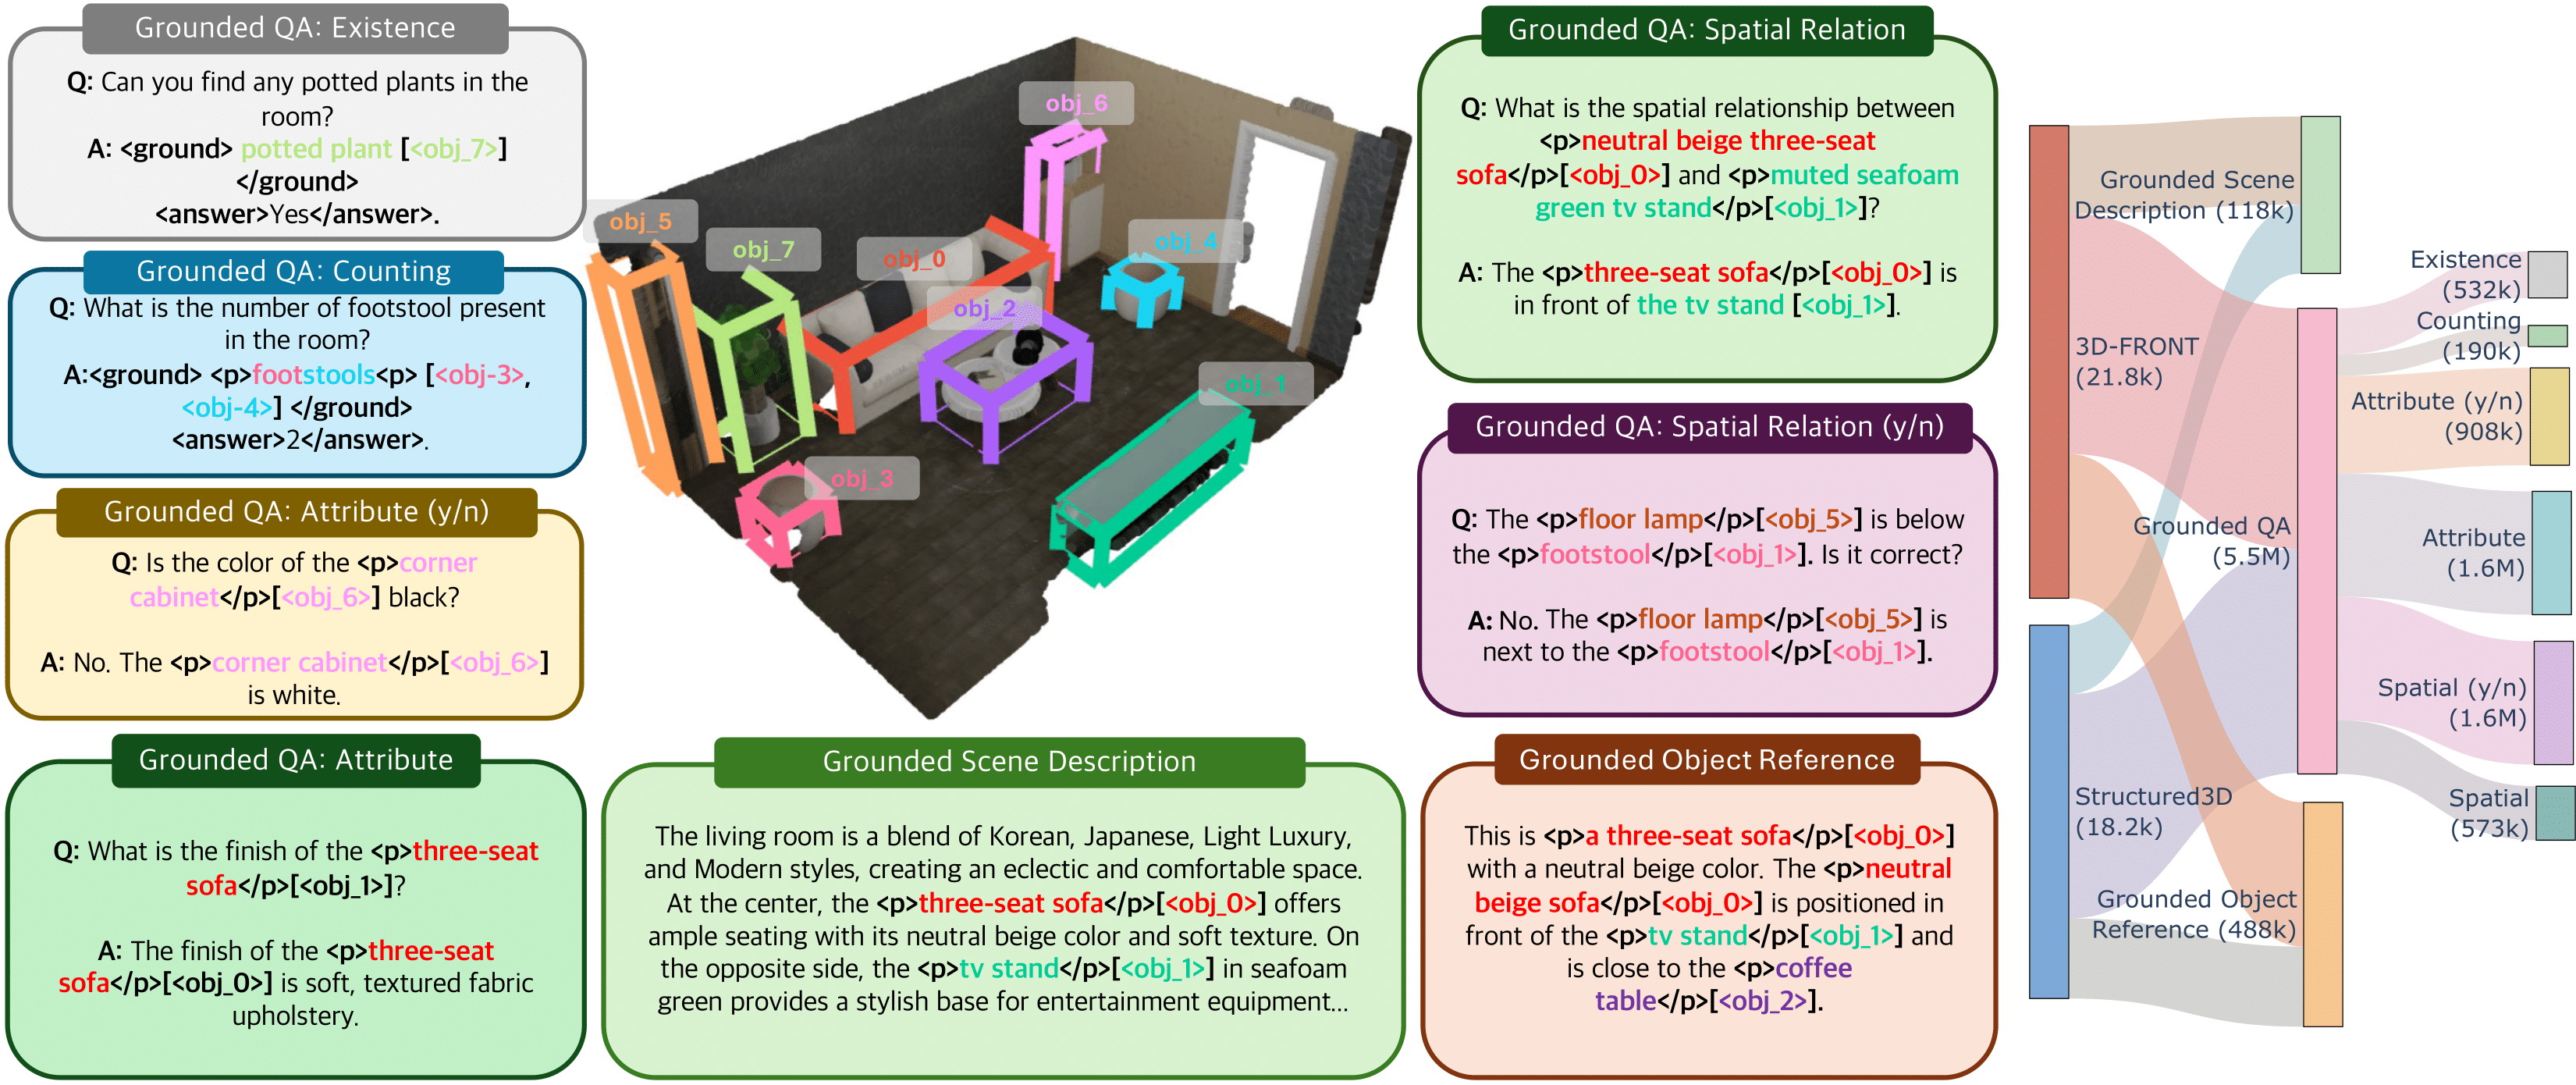 Grounded QA: Existence
Q: Can you find any potted plants in the
room?
A: <ground> potted plant [<obj_7>]
</ground>
<answer>Yes</answer>.
Grounded QA: Counting
Q: What is the number of footstool present
in the room?
A:<ground> <p>footstools<p> [<obj-3>,
<obj-4>] </ground>
<answer>2</answer>.
Grounded QA: Attribute (y/n)
Q: Is the color of the <p>corner
cabinet</p>[<obj_6>] black?
A: No. The <p>corner cabinet</p>[<obj_6>]
is white.
Grounded QA: Attribute
Q: What is the finish of the <p>three-seat
sofa</p>[<obj_1>]?
A: The finish of the <p>three-seat
sofa</p>[<obj_0>] is soft, textured fabric
upholstery.
obj_6
obj_5
obj_7
obj_0
obj_4
obj_2
obj_1
obj_3
Grounded Scene Description
The living room is a blend of Korean, Japanese, Light Luxury,
and Modern styles, creating an eclectic and comfortable space.
At the center, the <p>three-seat sofa</p>[<obj_0>] offers
ample seating with its neutral beige color and soft texture. On
the opposite side, the <p>tv stand</p>[<obj_1>] in seafoam
green provides a stylish base for entertainment equipment...
Grounded QA: Spatial Relation
Q: What is the spatial relationship between
<p>neutral beige three-seat
sofa</p>[<obj_0>] and <p>muted seafoam
green tv stand</p>[<obj_1>]?
A: The <p>three-seat sofa</p>[<obj_0>] is
in front of the tv stand [<obj_1>].
Grounded QA: Spatial Relation (y/n)
Q: The <p>floor lamp</p>[<obj_5>] is below
the <p>footstool</p>[<obj_1>]. Is it correct?
A: No. The <p>floor lamp</p>[<obj_5>] is
next to the <p>footstool</p>[<obj_1>].
Grounded Object Reference
This is <p>a three-seat sofa</p>[<obj_0>]
with a neutral beige color. The <p>neutral
beige sofa</p>[<obj_0>] is positioned in
front of the <p>tv stand</p>[<obj_1>] and
is close to the <p>coffee
table</p>[<obj_2>].
3D-FRONT
(21.8k)
Structured3D
(18.2k)
Grounded Scene
Description (118k)
Grounded QA
(5.5M)
Grounded Object
Reference (488k)
Existence
(532k)
Counting
(190k)
Attribute (y/n)
(908k)
Attribute
(1.6M)
Spatial (y/n)
(1.6M)
Spatial
(573k)